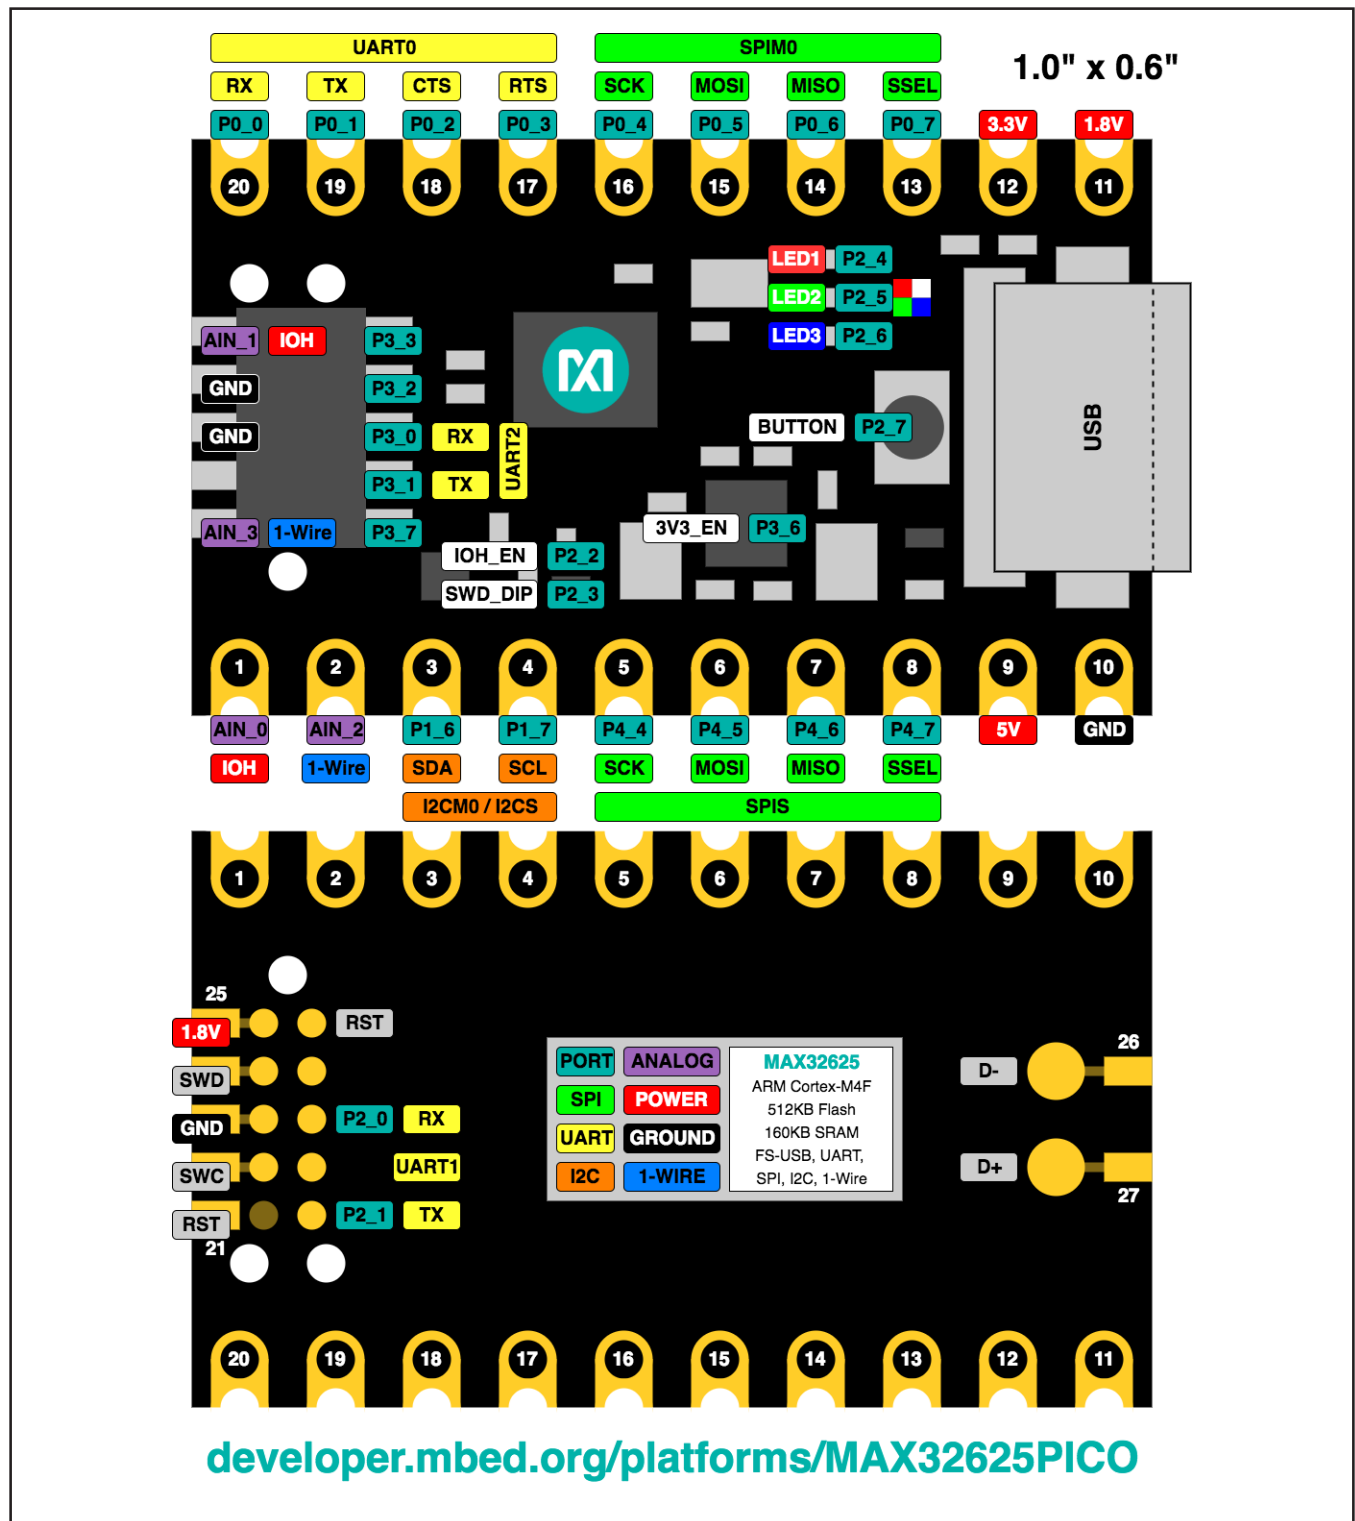 UART0 SPIM0
1.0" x 0.6"
RX TX CTS RTS SCK MOSI MISO SSEL
P0_0 P0_1 P0_2 P0_3 P0_4 P0_5 P0_6 P0_7 3.3V 1.8V
20 19 18 17 16 15 14 13 12 11
LED1 P2_4
LED2 P2_5
LED3 P2_6
AIN_1 IOH P3_3
GND P3_2
GND P3_0 RX
UART2
P3_1 TX
AIN_3 1-Wire P3_7
BUTTON P2_7
USB
3V3_EN P3_6
IOH_EN P2_2
SWD_DIP P2_3
1 2 3 4 5 6 7 8 9 10
AIN_0 AIN_2 P1_6 P1_7 P4_4 P4_5 P4_6 P4_7 5V GND
IOH 1-Wire SDA SCL SCK MOSI MISO SSEL
I2CM0 / I2CS SPIS
1 2 3 4 5 6 7 8 9 10
25
1.8V RST
SWD
GND P2_0 RX
SWC UART1
RST P2_1 TX
21
PORT ANALOG
SPI POWER
UART GROUND
I2C 1-WIRE
MAX32625
ARM Cortex-M4F
512KB Flash
160KB SRAM
FS-USB, UART,
SPI, I2C, 1-Wire
26
D-
D+
27
20 19 18 17 16 15 14 13 12 11
developer.mbed.org/platforms/MAX32625PICO